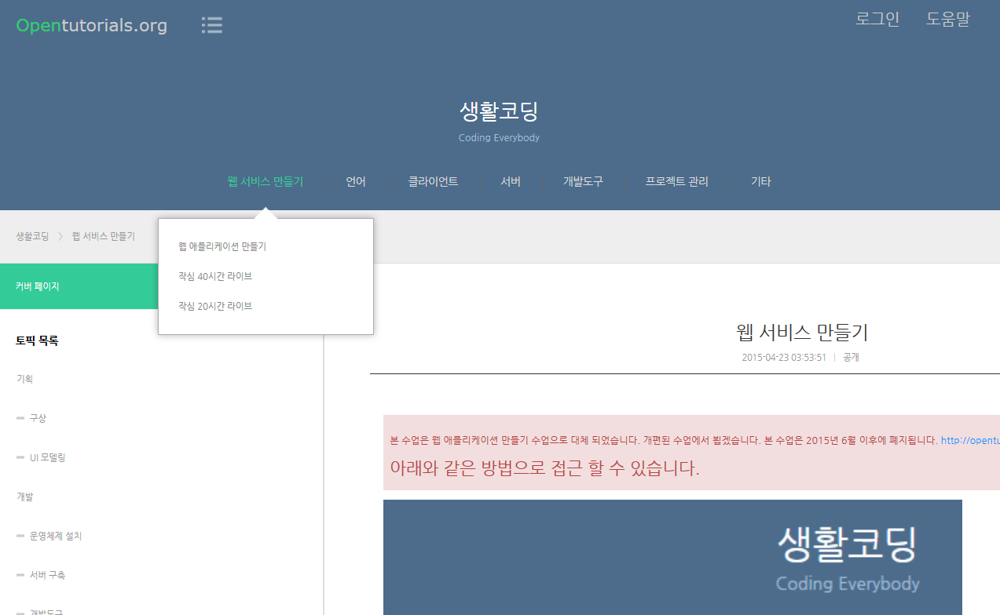 Opentutorials.org
로그인 도움말
생활코딩
Coding Everybody
웹 서비스 만들기 언어 클라이언트 서버 개발도구 프로젝트 관리 기타
생활코딩 > 웹 서비스 만들기
웹 애플리케이션 만들기
작심 40시간 라이브
작심 20시간 라이브
커버 페이지
토픽 목록
기획
구상
UI 모델링
개발
운영체제 설치
서버 구축
개발도구
웹 서비스 만들기
2015-04-23 03:53:51 | 공개
본 수업은 웹 애플리케이션 만들기 수업으로 대체 되었습니다. 개편된 수업에서 뵙겠습니다. 본 수업은 2015년 6월 이후에 폐지됩니다. http://opentu
아래와 같은 방법으로 접근 할 수 있습니다.
생활코딩
Coding Everybody